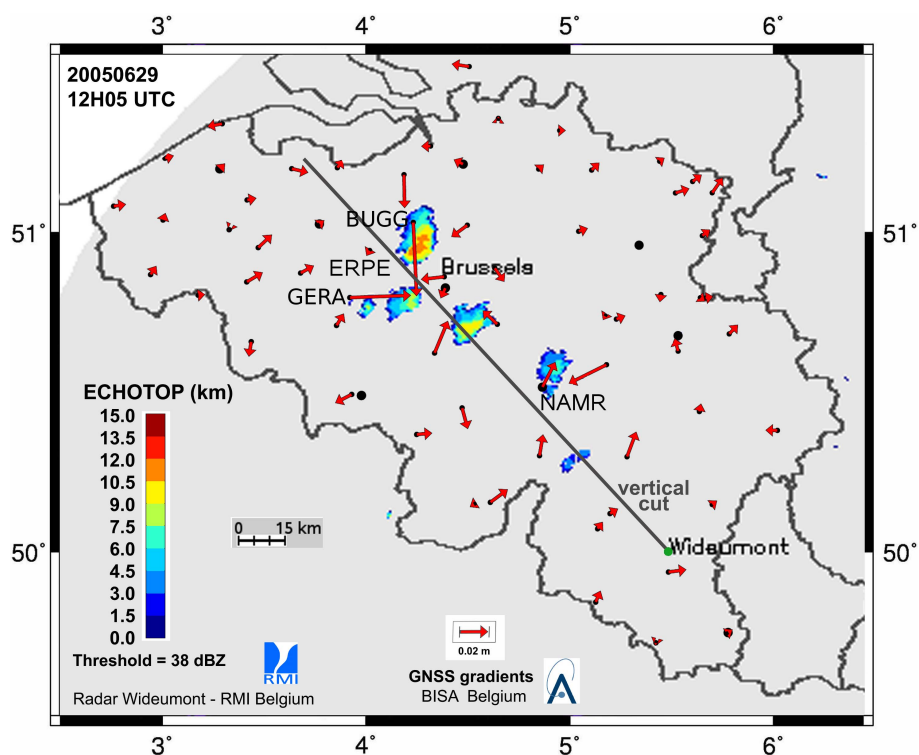 3° 4° 5° 6°
20050629
12H05 UTC
51° 51°
BUGG
ERPE
Brussels
GERA
ECHOTOP (km)
15.0
13.5
12.0
10.5
9.0
7.5
6.0
4.5
3.0
1.5
0.0
NAMR
vertical
cut
0 15 km
50° 50°
Wideumont
0.02 m
Threshold = 38 dBZ
RMI
GNSS gradients
Radar Wideumont - RMI Belgium
BISA Belgium
3° 4° 5° 6°